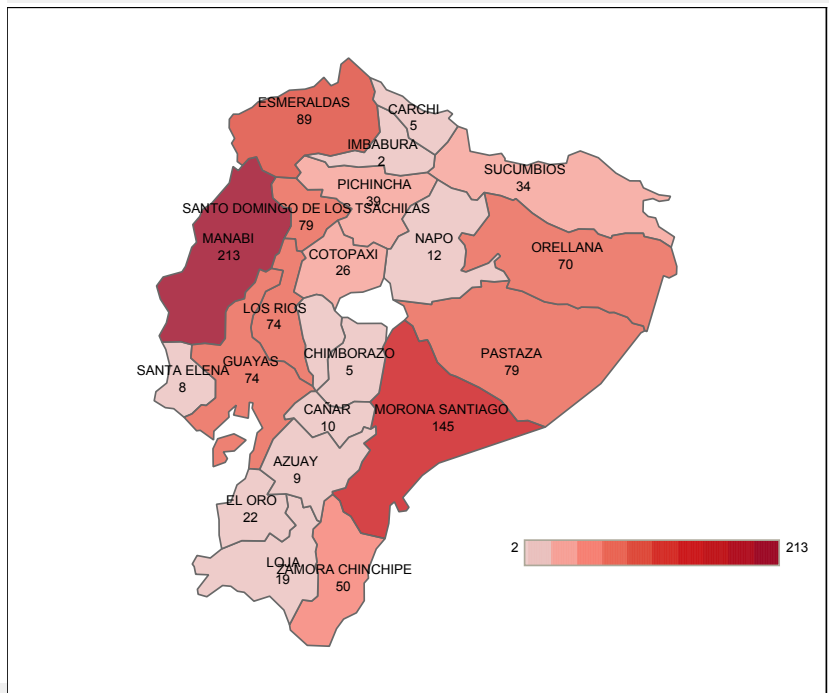 ESMERALDAS
89
CARCHI
5
IMBABURA
2
SUCUMBIOS
34
PICHINCHA
39
SANTO DOMINGO DE LOS TSACHILAS
79
MANABI
213
NAPO
12
ORELLANA
70
COTOPAXI
26
LOS RIOS
74
CHIMBORAZO
5
PASTAZA
79
SANTA ELENA
8
GUAYAS
74
CAÑAR
10
MORONA SANTIAGO
145
AZUAY
9
EL ORO
22
LOJA
19
ZAMORA CHINCHIPE
50
2
213